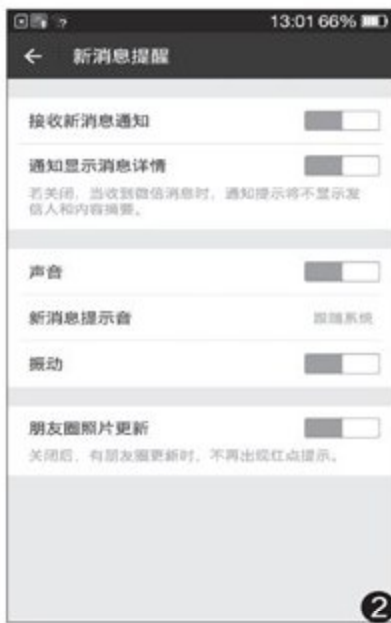 ? 13:01 66%
← 新消息提醒
接收新消息通知
通知显示消息详情
若关闭，当收到微信消息时，通知提示将不显示发
信人和内容摘要。
声音
新消息提示音 跟随系统
振动
朋友圈照片更新
关闭后，有朋友圈更新时，不再出现红点提示。
2